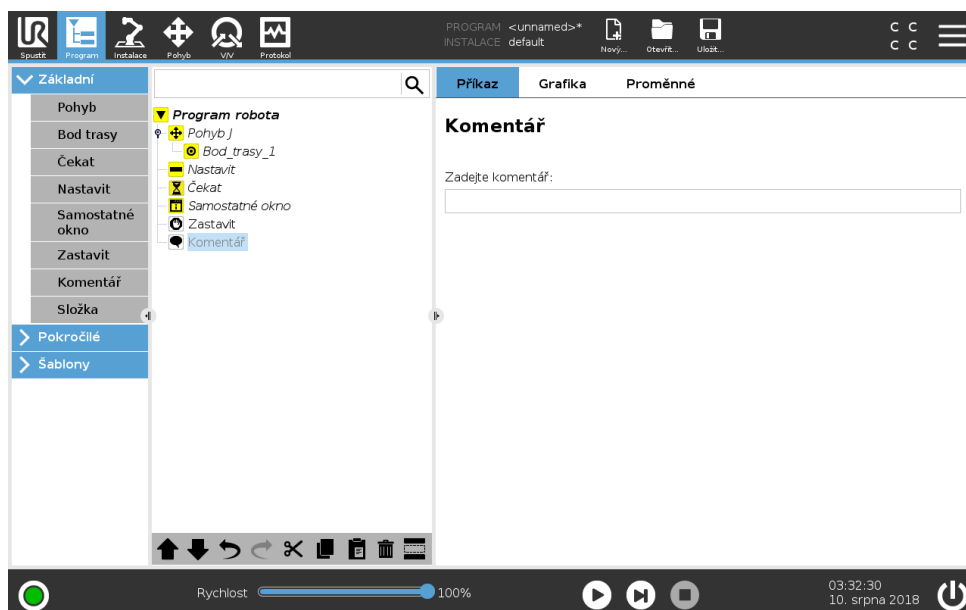 UR
Spustit
Program
Instalace
Pohyb
V/V
Protokol
PROGRAM <unnamed>*
INSTALACE default
Nový...
Otevřít...
Uložit...
C C
C C
Základní
Pohyb
Bod trasy
Čekat
Nastavit
Samostatné
okno
Zastavit
Komentář
Složka
Pokročilé
Šablony
Program robota
Pohyb J
Bod_trasy_1
Nastavit
Čekat
Samostatné okno
Zastavit
Komentář
Příkaz
Grafika
Proměnné
Komentář
Zadejte komentář:
Rychlost
100%
03:32:30
10. srpna 2018